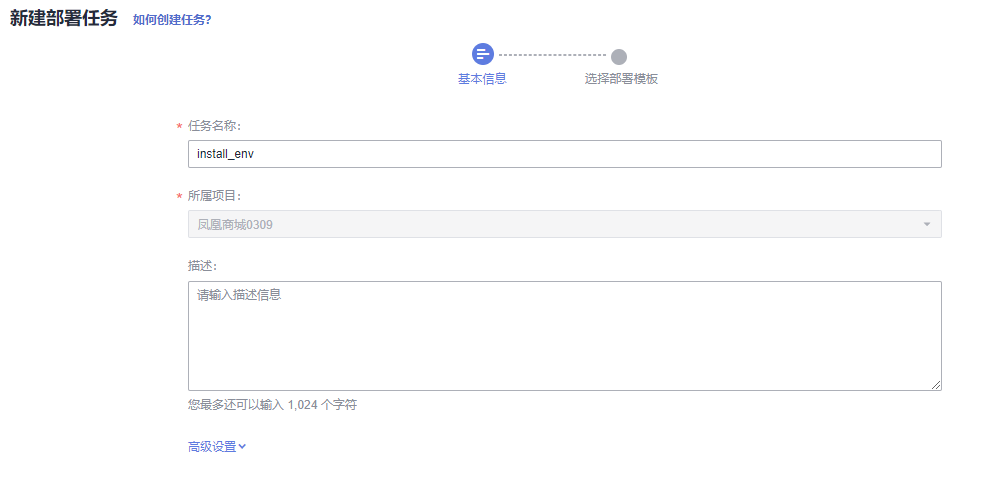 新建部署任务 如何创建任务?
基本信息 选择部署模板
* 任务名称:
install_env
* 所属项目:
凤凰商城0309
描述:
请输入描述信息
您最多还可以输入 1,024 个字符
高级设置